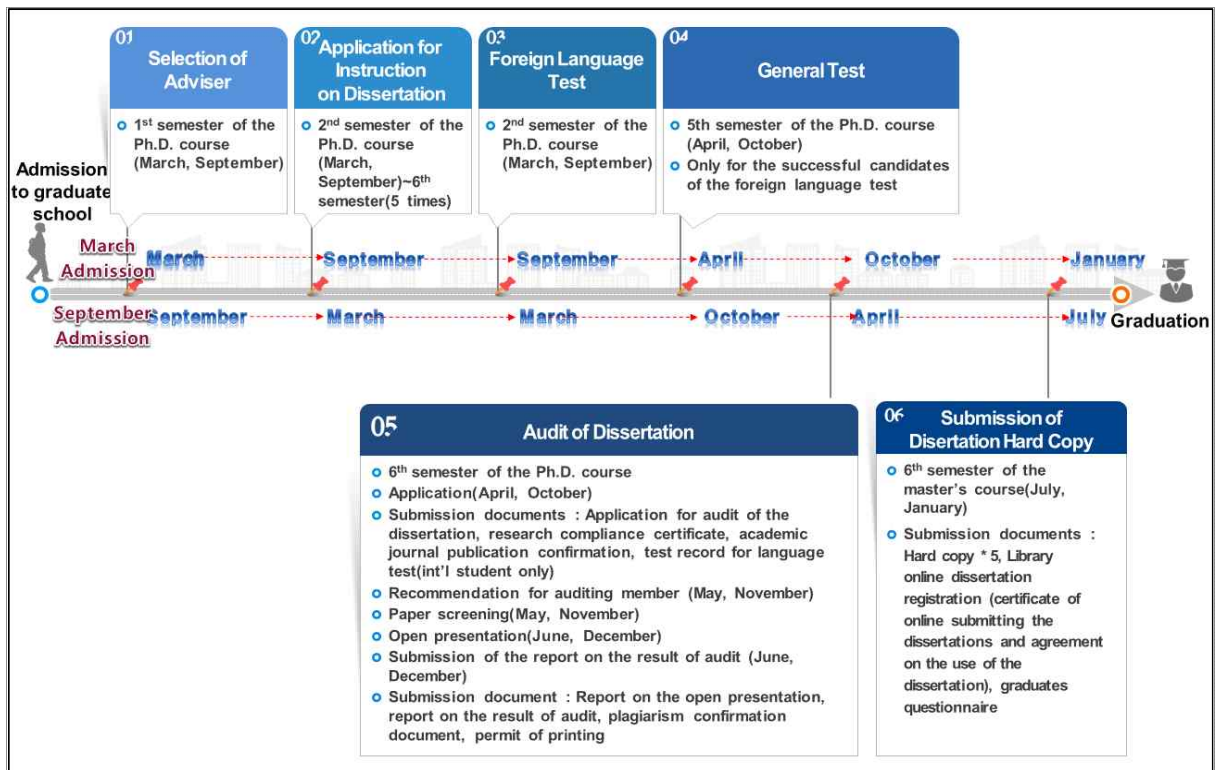 01
Selection of
Adviser
1st semester of the
Ph.D. course
(March, September)
02
Application for
Instruction
on Dissertation
2nd semester of the
Ph.D. course
(March,
September)~6th
semester(5 times)
03
Foreign Language
Test
2nd semester of the
Ph.D. course
(March, September)
04
General Test
5th semester of the Ph.D. course
(April, October)
Only for the successful candidates
of the foreign language test
Admission
to graduate
school
March
Admission
March
September
September
April
October
January
September
Admission
September
March
March
October
April
July
Graduation
05
Audit of Dissertation
6th semester of the Ph.D. course
Application(April, October)
Submission documents : Application for audit of the
dissertation, research compliance certificate, academic
journal publication confirmation, test record for language
test(int'l student only)
Recommendation for auditing member (May, November)
Paper screening(May, November)
Open presentation(June, December)
Submission of the report on the result of audit (June,
December)
Submission document : Report on the open presentation,
report on the result of audit, plagiarism confirmation
document, permit of printing
06
Submission of
Disertation Hard Copy
6th semester of the
master's course(July,
January)
Submission documents :
Hard copy * 5, Library
online dissertation
registration (certificate of
online submitting the
dissertations and agreement
on the use of the
dissertation), graduates
questionnaire